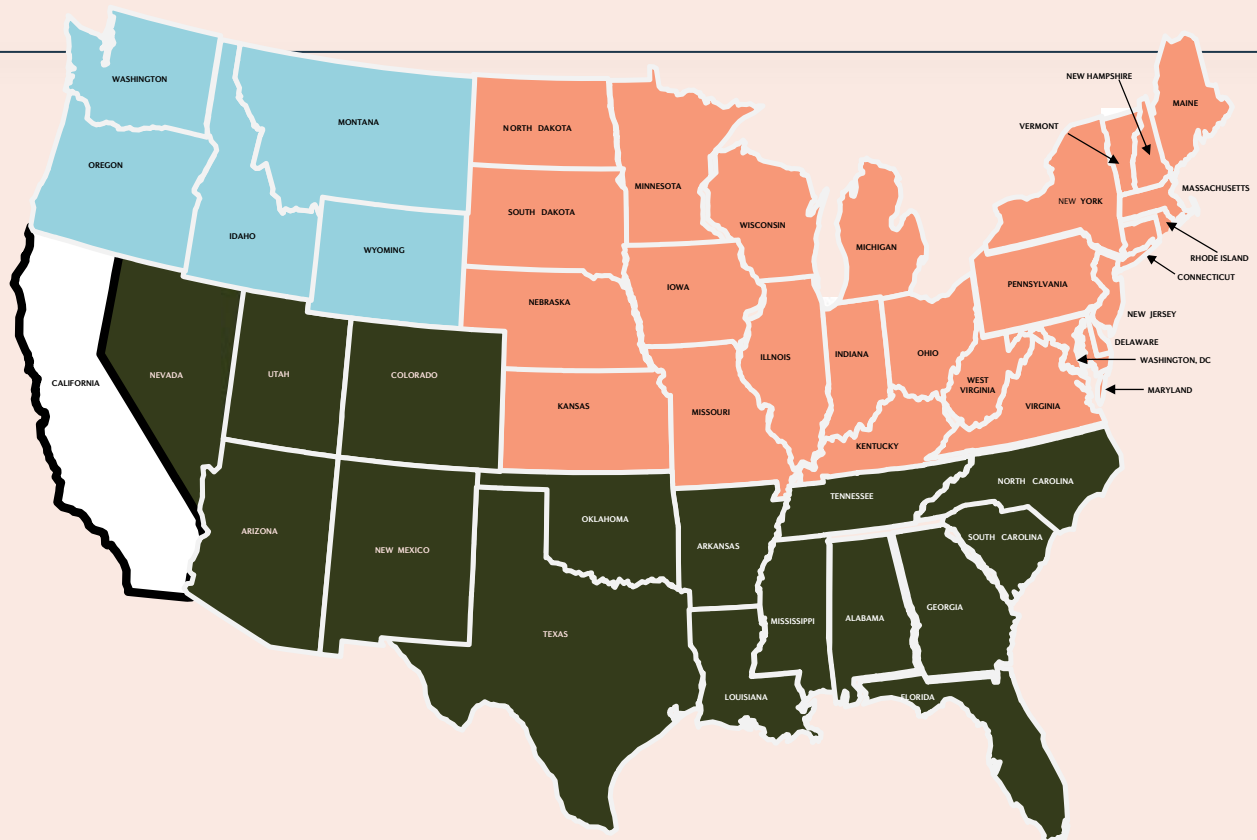 NEW HAMPSHIRE
WASHINGTON
MAINE
MONTANA
NORTH DAKOTA
VERMONT
OREGON
MINNESOTA
MASSACHUSETTS
NEW YORK
SOUTH DAKOTA
WISCONSIN
IDAHO
WYOMING
MICHIGAN
RHODE ISLAND
CONNECTICUT
PENNSYLVANIA
IOWA
NEBRASKA
NEW JERSEY
DELAWARE
ILLNOIS
INDIANA
OHIO
WASHINGTON, DC
CALIFORNIA
NEVADA
UTAH
COLORADO
WEST
VIRGINIA
MARYLAND
KANSAS
MISSOURI
VIRGINIA
KENTUCKY
NORTH CAROLINA
TENNESSEE
OKLAHOMA
ARIZONA
SOUTH CAROLINA
NEW MEXICO
ARKANSAS
GEORGIA
MISSISSIPPI
ALABAMA
TEXAS
LOUISIANA
FLORIDA